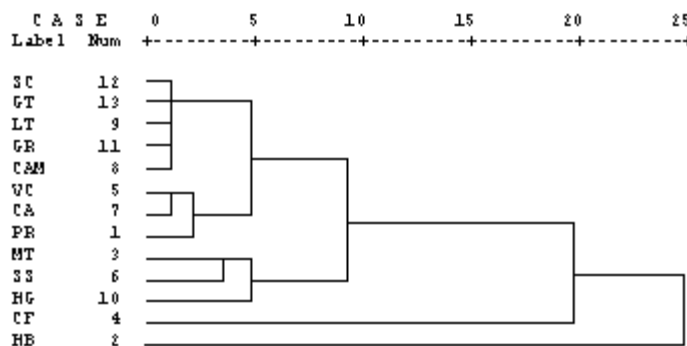 C A S E 0 5 10 15 20 25
Label Num +---------+---------+---------+---------+---------+
SC 12
GT 13
LT 9
GR 11
CAM 8
VC 5
CA 7
PR 1
MT 3
SS 6
HG 10
CF 4
HB 2